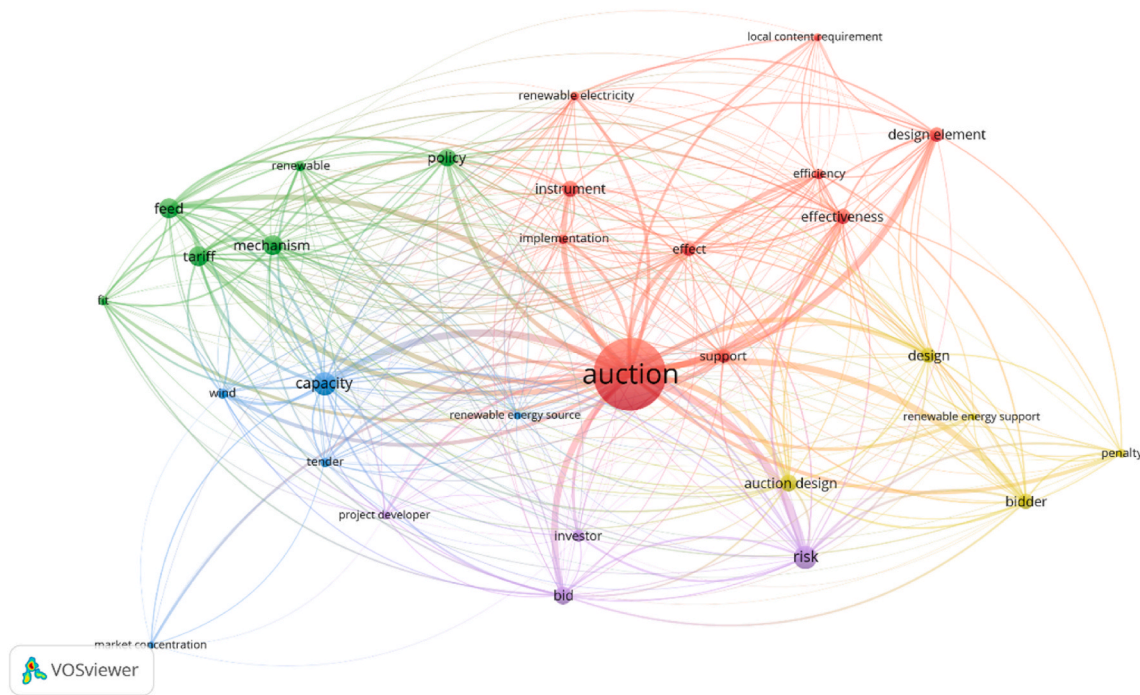 local content requirement
renewable electricity
design element
policy
renewable
efficiency
instrument
feed
effectiveness
implementation
mechanism
effect
tariff
fit
support
design
auction
capacity
wind
renewable energy source
renewable energy support
penalty
tender
auction design
bidder
project developer
investor
risk
bid
market concentration
VOSviewer